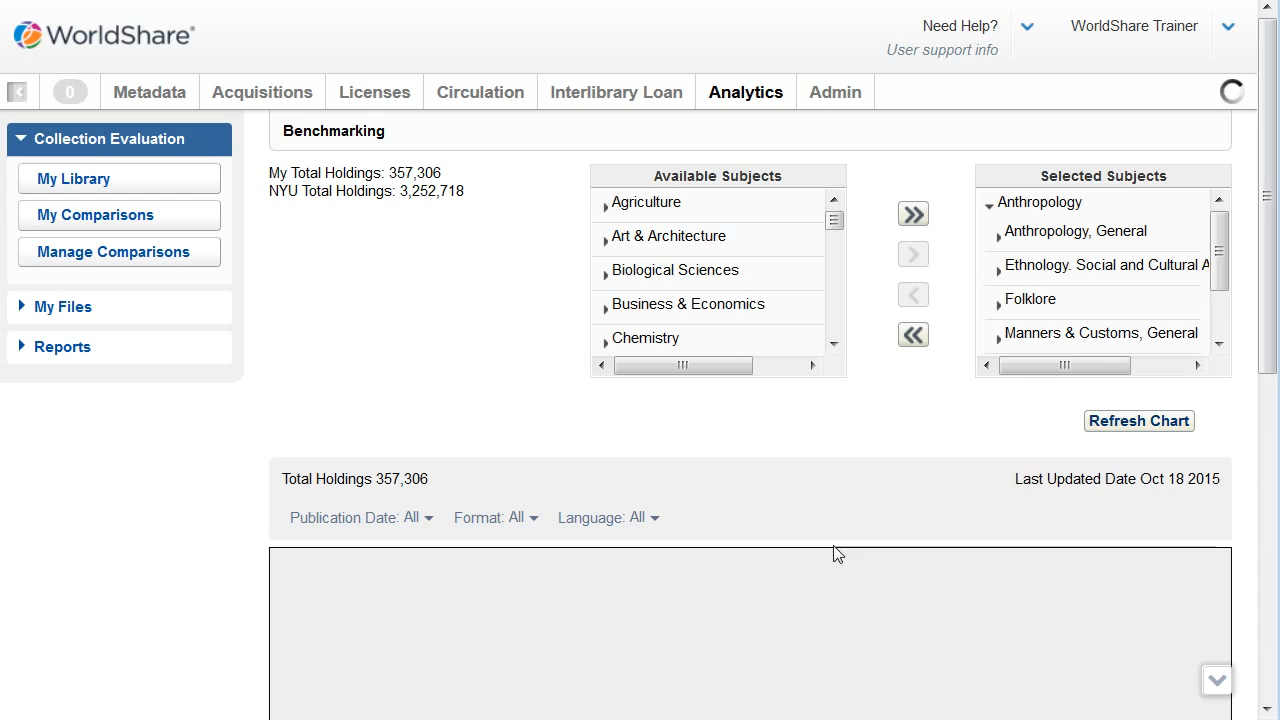 WorldShare®
Need Help?
WorldShare Trainer
User support info
0
Metadata
Acquisitions
Licenses
Circulation
Interlibrary Loan
Analytics
Admin
Collection Evaluation
My Library
My Comparisons
Manage Comparisons
My Files
Reports
Benchmarking
My Total Holdings: 357,306
NYU Total Holdings: 3,252,718
Available Subjects
Agriculture
Art & Architecture
Biological Sciences
Business & Economics
Chemistry
Selected Subjects
Anthropology
Anthropology, General
Ethnology. Social and Cultural A
Folklore
Manners & Customs, General
Refresh Chart
Total Holdings 357,306
Last Updated Date Oct 18 2015
Publication Date: All
Format: All
Language: All